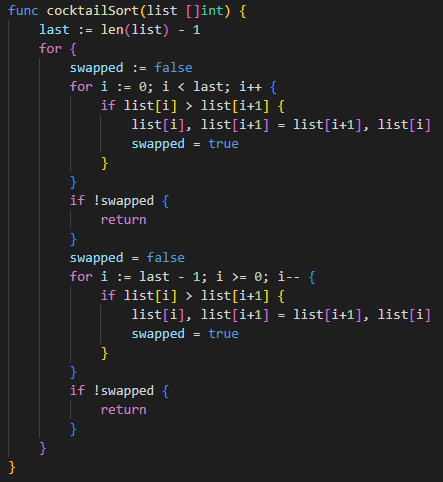 func cocktailSort(list []int) {
    last := len(list) - 1
    for {
        swapped := false
        for i := 0; i < last; i++ {
            if list[i] > list[i+1] {
                list[i], list[i+1] = list[i+1], list[i]
                swapped = true
            }
        }
        if !swapped {
            return
        }
        swapped = false
        for i := last - 1; i >= 0; i-- {
            if list[i] > list[i+1] {
                list[i], list[i+1] = list[i+1], list[i]
                swapped = true
            }
        }
        if !swapped {
            return
        }
    }
}